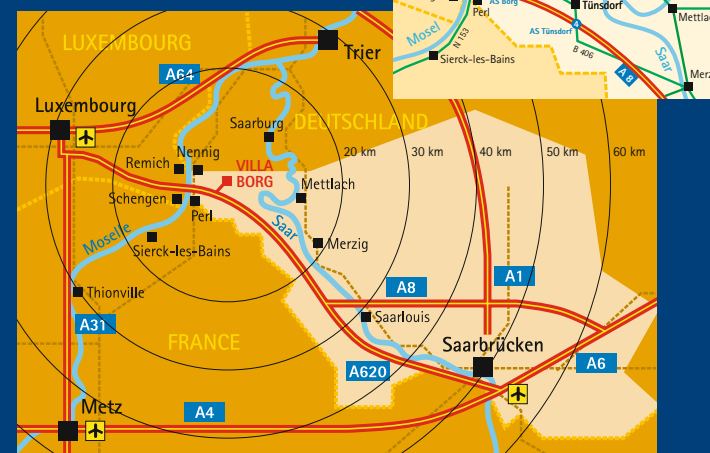 AS Borg
Perl
Tünsdorf
Mettlac
4
AS Tünsdorf
Mosel
N 153
B 406
Saar
Sierck-les-Bains
A 8
Merz
LUXEMBOURG
Trier
A64
Luxembourg
Saarburg
DEUTSCHLAND
Nennig
20 km
30 km
40 km
50 km
60 km
Remich
VILLA
BORG
Mettlach
Schengen
Perl
Moselle
Saar
Sierck-les-Bains
Merzig
A1
Thionville
A8
Saarlouis
A31
FRANCE
Saarbrücken
A620
A6
Metz
A4